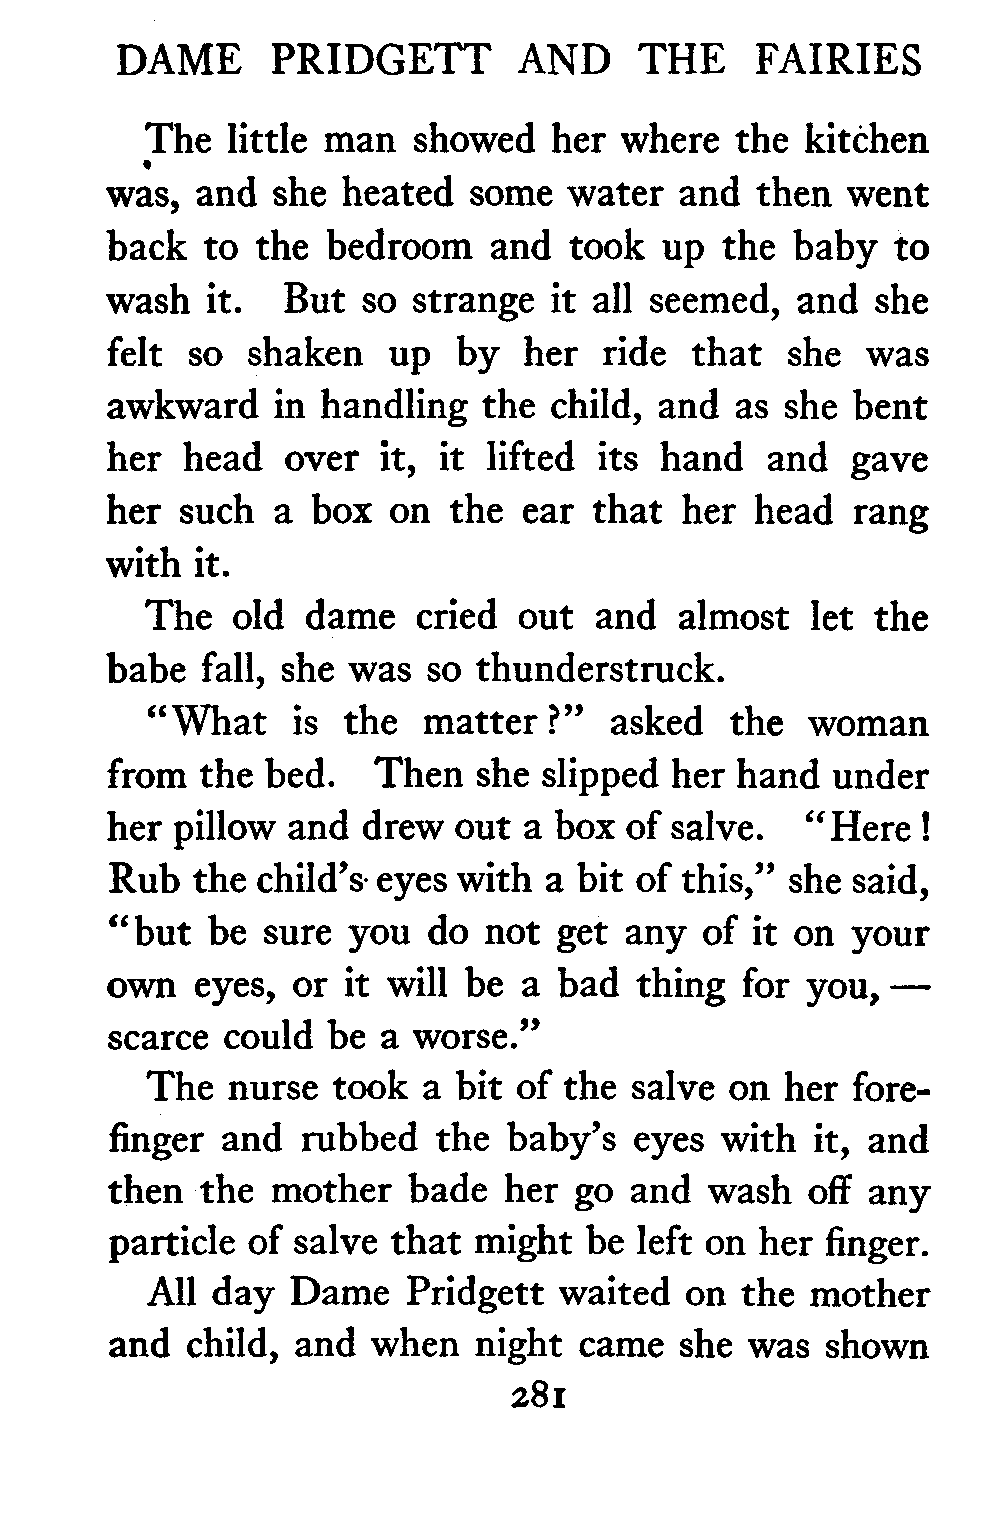 DAME PRIDGETT AND THE FAIRIES
The little man showed her where the kitchen
was, and she heated some water and then went
back to the bedroom and took up the baby to
wash it. But so strange it all seemed, and she
felt so shaken up by her ride that she was
awkward in handling the child, and as she bent
her head over it, it lifted its hand and gave
her such a box on the ear that her head rang
with it.
The old dame cried out and almost let the
babe fall, she was so thunderstruck.
“What is the matter?” asked the woman
from the bed. Then she slipped her hand under
her pillow and drew out a box of salve. “Here!
Rub the child’s eyes with a bit of this,” she said,
“but be sure you do not get any of it on your
own eyes, or it will be a bad thing for you,—
scarce could be a worse.”
The nurse took a bit of the salve on her fore-
finger and rubbed the baby’s eyes with it, and
then the mother bade her go and wash off any
particle of salve that might be left on her finger.
All day Dame Pridgett waited on the mother
and child, and when night came she was shown
281